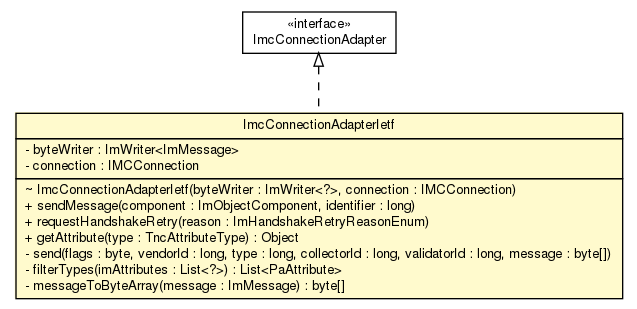 «interface»
ImcConnectionAdapter
ImcConnectionAdapterIetf
- byteWriter : ImWriter<ImMessage>
- connection : IMCConnection
~ ImcConnectionAdapterIetf(byteWriter : ImWriter<?>, connection : IMCConnection)
+ sendMessage(component : ImObjectComponent, identifier : long)
+ requestHandshakeRetry(reason : ImHandshakeRetryReasonEnum)
+ getAttribute(type : TncAttributeType) : Object
- send(flags : byte, vendorId : long, type : long, collectorId : long, validatorId : long, message : byte[])
- filterTypes(imAttributes : List<?>) : List<PaAttribute>
- messageToByteArray(message : ImMessage) : byte[]